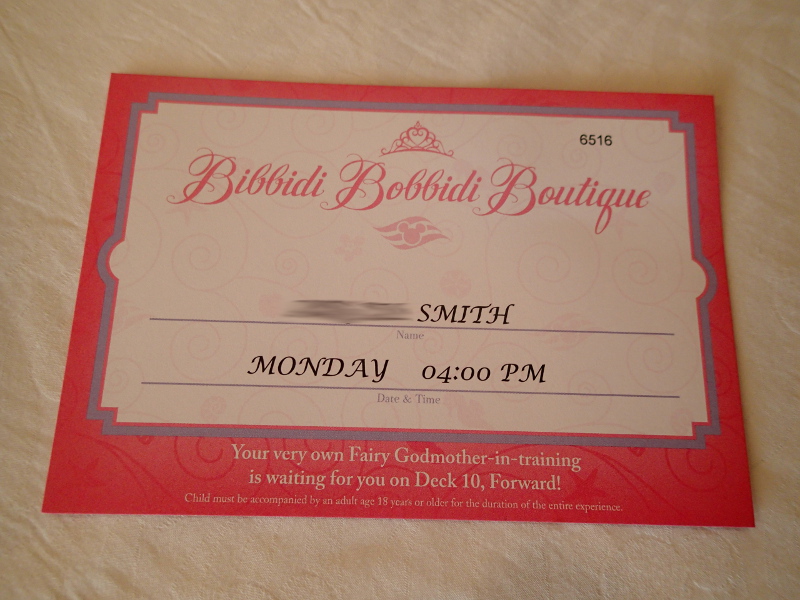 6516
Bibbidi Bobbidi Boutique
SMITH
Name
MONDAY 04:00 PM
Date & Time
Your very own Fairy Godmother-in-training
is waiting for you on Deck 10, Forward!
Child must be accompanied by an adult age 18 years or older for the duration of the entire experience.